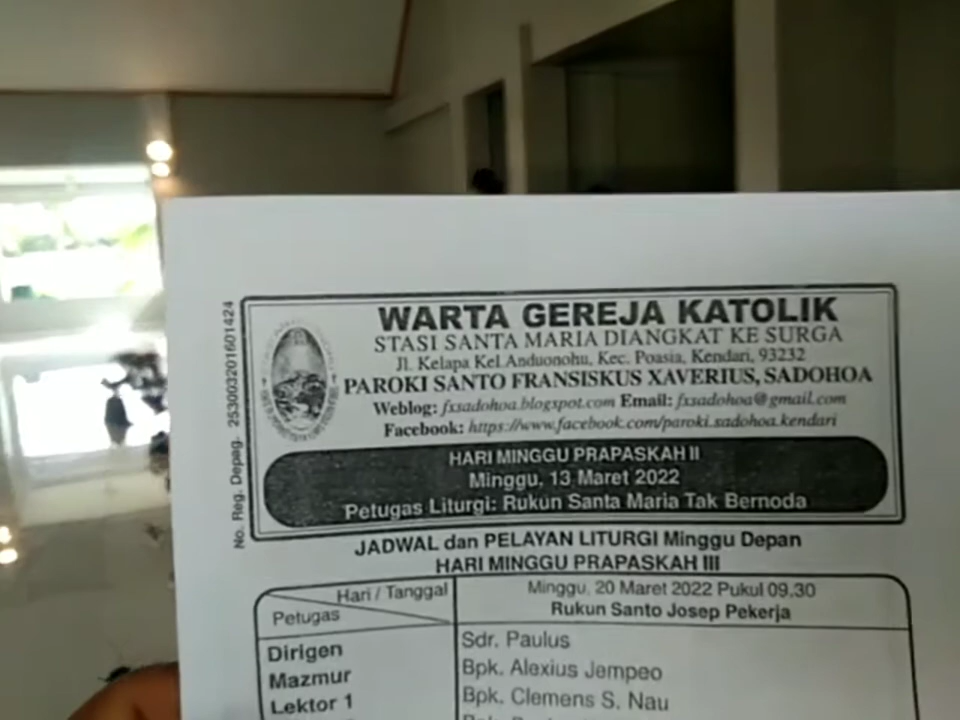 WARTA GEREJA KATOLIK
STASI SANTA MARIA DIANGKAT KE SURGA
Jl. Kelapa Kel.Anduonohu, Kec. Poasia, Kendari, 93232
PAROKI SANTO FRANSISKUS XAVERIUS, SADOHOA
Weblog: fxsadohoa.blogspot.com Email: fxsadohoa@gmail.com
Facebook: https://www.facebook.com/paroki.sadohoa.kendari
No. Reg. Depag. 253003201601424
HARI MINGGU PRAPASKAH II
Minggu, 13 Maret 2022
Petugas Liturgi: Rukun Santa Maria Tak Bernoda
JADWAL dan PELAYAN LITURGI Minggu Depan
HARI MINGGU PRAPASKAH III
Hari / Tanggal
Petugas
Minggu, 20 Maret 2022 Pukul 09.30
Rukun Santo Josep Pekerja
Dirigen Sdr. Paulus
Mazmur Bpk. Alexius Jempeo
Lektor 1 Bpk. Clemens S. Nau